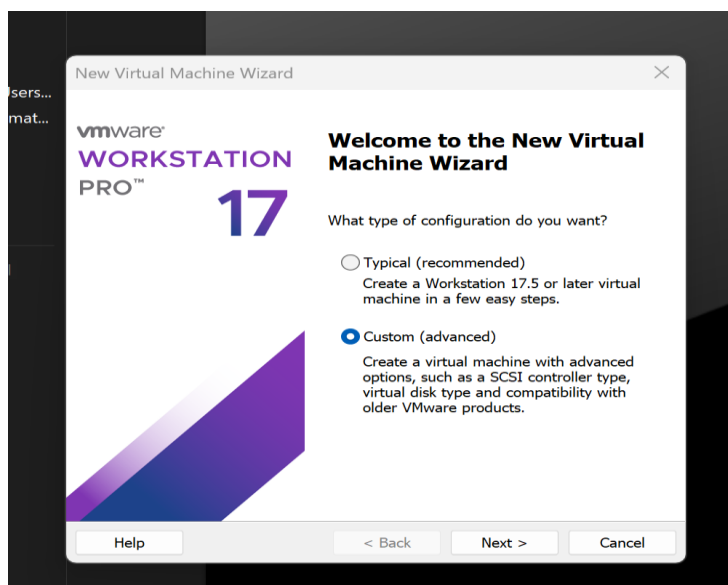 New Virtual Machine Wizard
mat...
vmware®
WORKSTATION
PRO™
17
Welcome to the New Virtual
Machine Wizard
What type of configuration do you want?
Typical (recommended)
Create a Workstation 17.5 or later virtual
machine in a few easy steps.
Custom (advanced)
Create a virtual machine with advanced
options, such as a SCSI controller type,
virtual disk type and compatibility with
older VMware products.
Help
< Back
Next >
Cancel